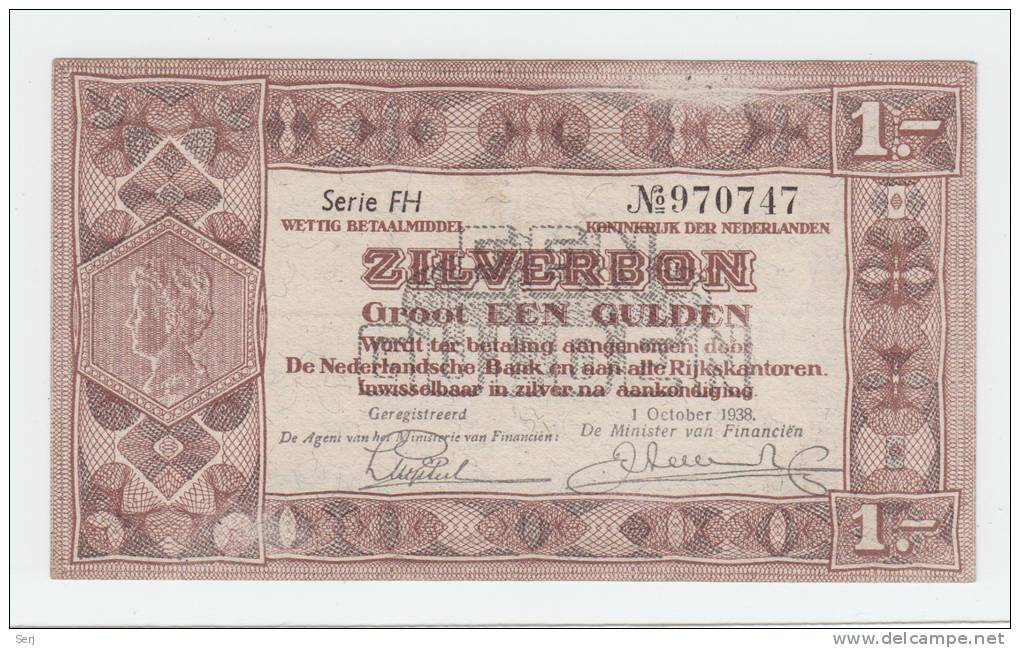 1.-
Serie FH
№970747
WETTIG BETAALMIDDEL
KONINKRIJK DER NEDERLANDEN
ZILVERBON
Groot EEN GULDEN
EEN
GULDEN
Wordt ter betaling aangenomen door
De Nederlandsche Bank en aan alle Rijkskantoren.
Inwisselbaar in zilver na aankondiging.
Geregistreerd
1 October 1938.
De Agent van het Ministerie van Financiën:
De Minister van Financiën
1.-
Serj
delcampe.net